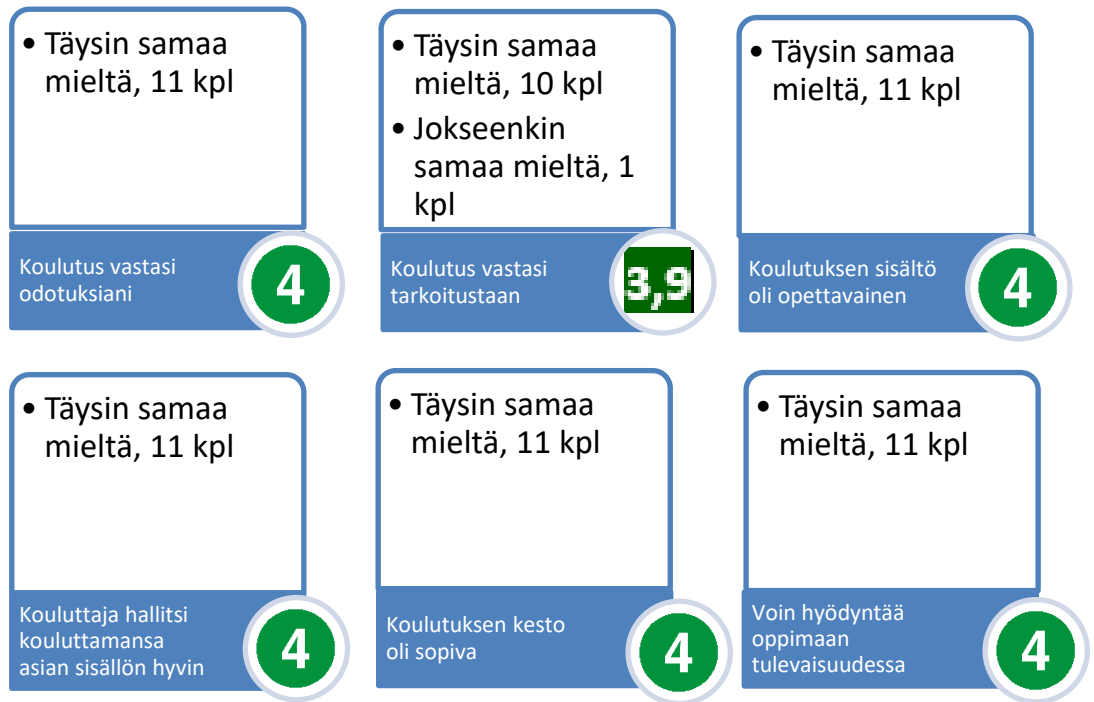 • Täysin samaa
mieltä, 11 kpl
Koulutus vastasi
odotuksiani
4
• Täysin samaa
mieltä, 10 kpl
• Jokseenkin
samaa mieltä, 1
kpl
Koulutus vastasi
tarkoitustaan
3,9
• Täysin samaa
mieltä, 11 kpl
Koulutuksen sisältö
oli opettavainen
4
• Täysin samaa
mieltä, 11 kpl
Kouluttaja hallitsi
kouluttamansa
asian sisällön hyvin
4
• Täysin samaa
mieltä, 11 kpl
Koulutuksen kesto
oli sopiva
4
• Täysin samaa
mieltä, 11 kpl
Voin hyödyntää
oppimaan
tulevaisuudessa
4